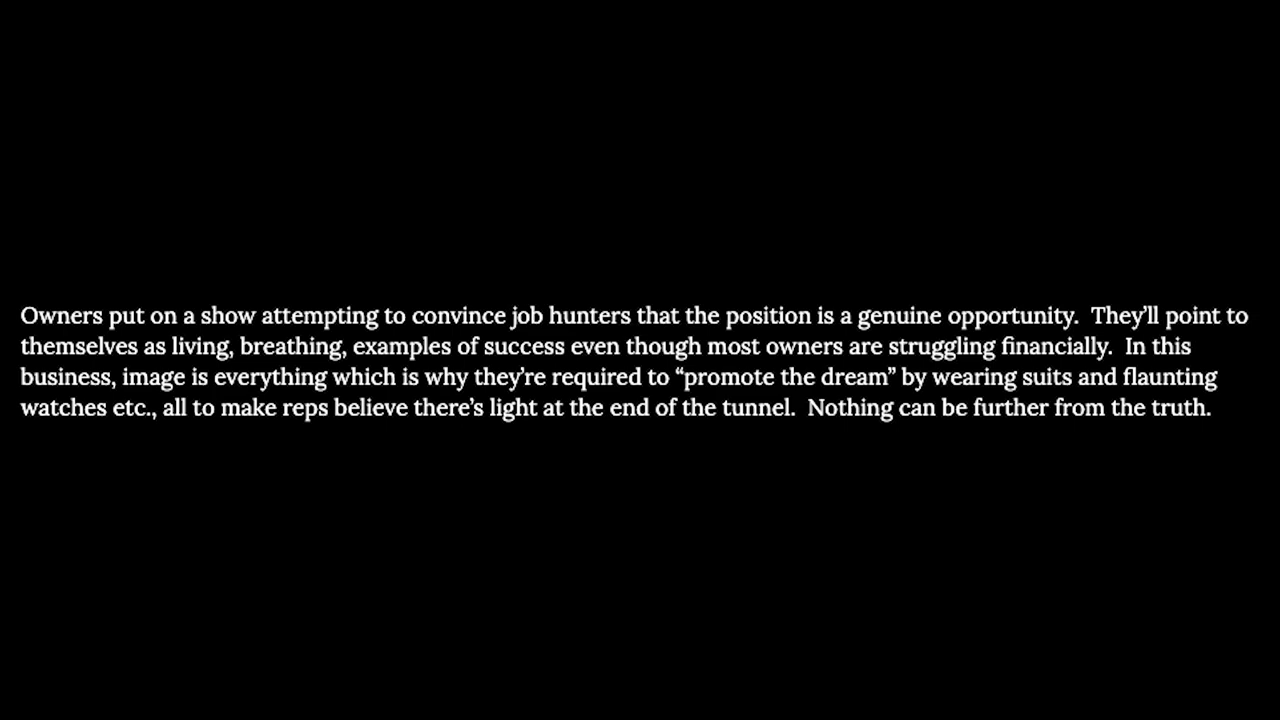 Owners put on a show attempting to convince job hunters that the position is a genuine opportunity.  They’ll point to
themselves as living, breathing, examples of success even though most owners are struggling financially.  In this
business, image is everything which is why they’re required to “promote the dream” by wearing suits and flaunting
watches etc., all to make reps believe there’s light at the end of the tunnel.  Nothing can be further from the truth.